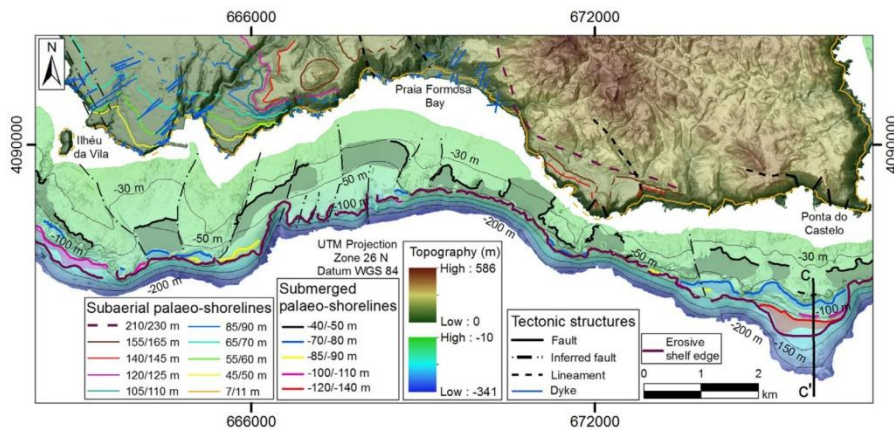 666000 672000
N
Praia Formosa
Bay
Ilhéu
da Vila
4090000
4090000
-30 m
-30 m
-50 m
-100 m
-50 m
-100 m
-200 m
-200 m
Ponta do
Castelo
-30 m
C
-100 m
-200 m
-150 m
C'
UTM Projection
Zone 26 N
Datum WGS 84
Subaerial palaeo-shorelines
210/230 m 85/90 m
155/165 m 65/70 m
140/145 m 55/60 m
120/125 m 45/50 m
105/110 m 7/11 m
Submerged
palaeo-shorelines
-40/-50 m
-70/-80 m
-85/-90 m
-100/-110 m
-120/-140 m
Topography (m)
High : 586
Low : 0
High : -10
Low : -341
Tectonic structures
Fault
Inferred fault
Lineament
Dyke
Erosive
shelf edge
0 1 2
km
666000 672000